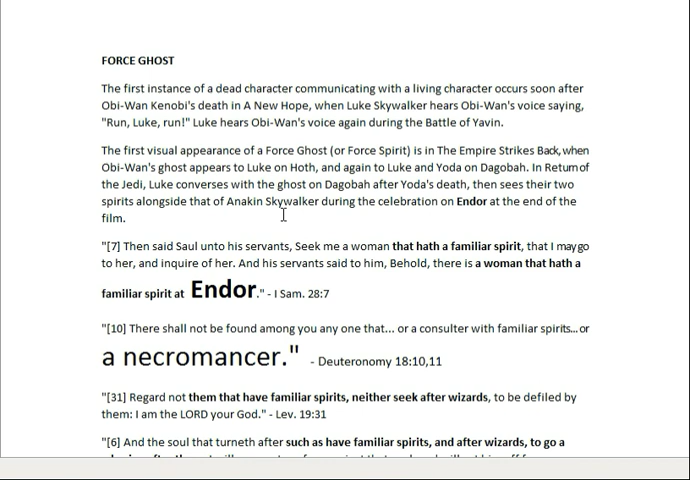 FORCE GHOST
The first instance of a dead character communicating with a living character occurs soon after
Obi-Wan Kenobi's death in A New Hope, when Luke Skywalker hears Obi-Wan's voice saying,
"Run, Luke, run!" Luke hears Obi-Wan's voice again during the Battle of Yavin.
The first visual appearance of a Force Ghost (or Force Spirit) is in The Empire Strikes Back, when
Obi-Wan's ghost appears to Luke on Hoth, and again to Luke and Yoda on Dagobah. In Return of
the Jedi, Luke converses with the ghost on Dagobah after Yoda's death, then sees their two
spirits alongside that of Anakin Skywalker during the celebration on Endor at the end of the
film.
"[7] Then said Saul unto his servants, Seek me a woman that hath a familiar spirit, that I may go
to her, and inquire of her. And his servants said to him, Behold, there is a woman that hath a
familiar spirit at Endor." - I Sam. 28:7
"[10] There shall not be found among you any one that... or a consulter with familiar spirits... or
a necromancer." - Deuteronomy 18:10,11
"[31] Regard not them that have familiar spirits, neither seek after wizards, to be defiled by
them: I am the LORD your God." - Lev. 19:31
"[6] And the soul that turneth after such as have familiar spirits, and after wizards, to go a